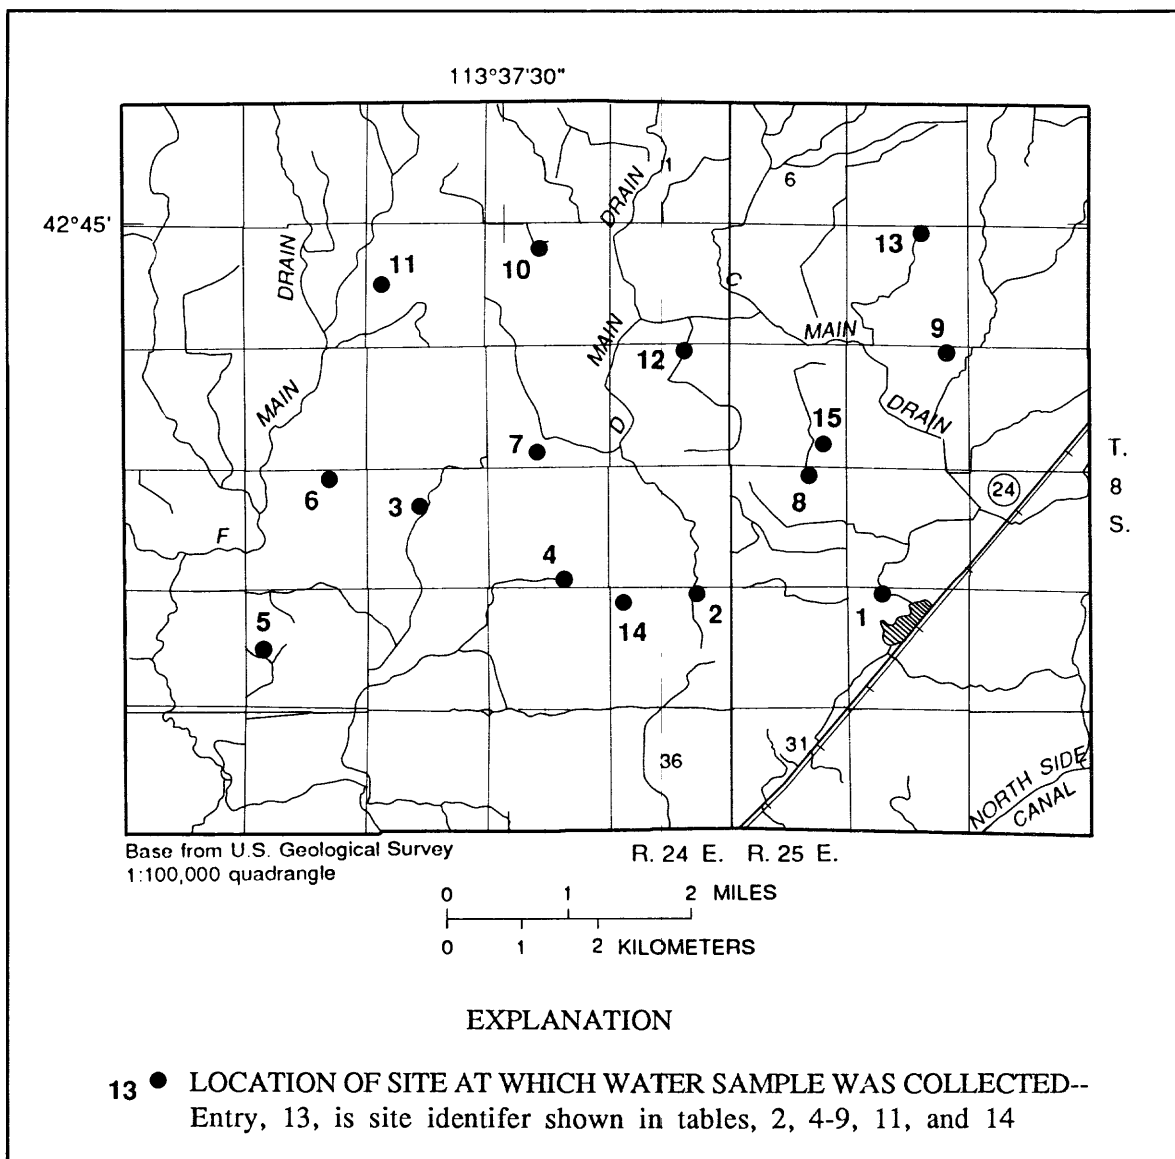 113°37'30"
42°45'
DRAIN
1
6
DRAIN
13
11
10
C
MAIN
MAIN
12
9
MAIN
DRAIN
15
D
7
T.
8
S.
6
3
8
24
F
4
5
14
2
1
31
36
NORTH SIDE
CANAL
Base from U.S. Geological Survey
1:100,000 quadrangle
R. 24 E. R. 25 E.
0 1 2 MILES
0 1 2 KILOMETERS
EXPLANATION
13 LOCATION OF SITE AT WHICH WATER SAMPLE WAS COLLECTED--
Entry, 13, is site identifer shown in tables, 2, 4-9, 11, and 14